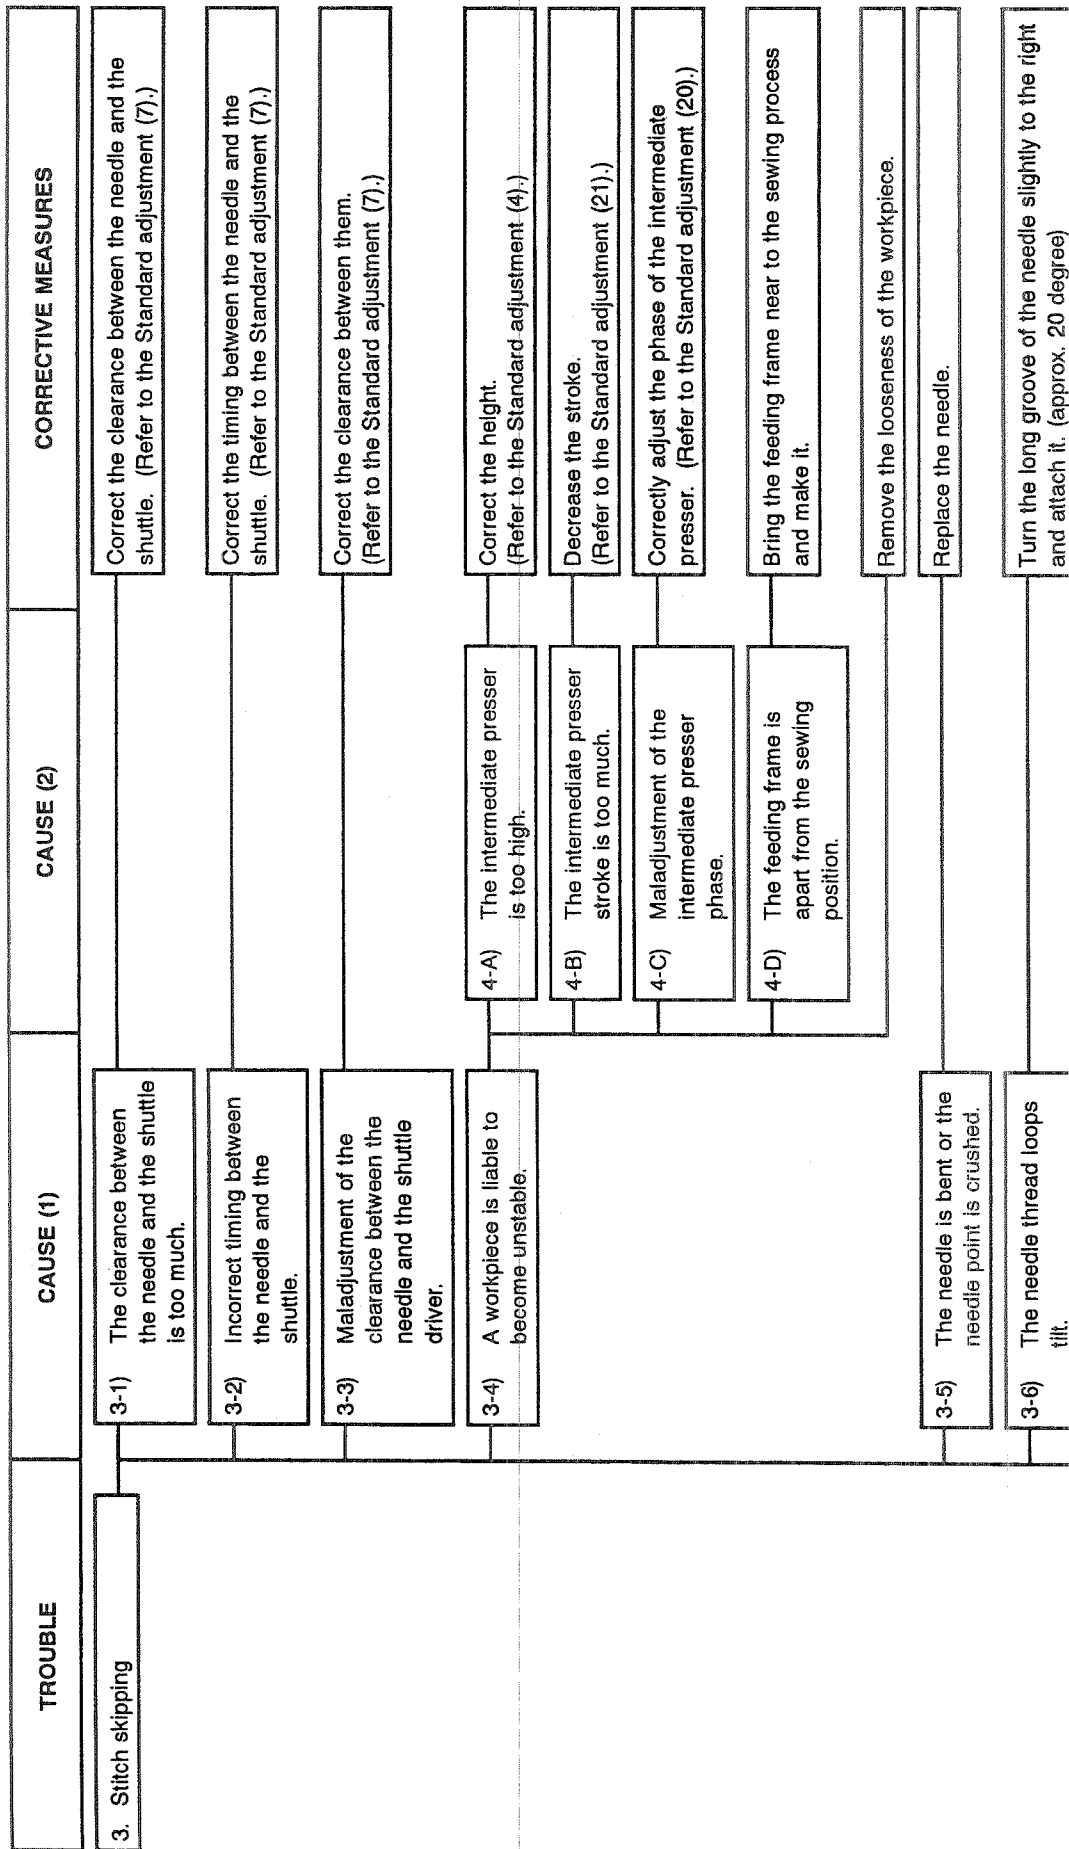 TROUBLE
CAUSE (1)
CAUSE (2)
CORRECTIVE MEASURES
3. Stitch skipping
3-1) The clearance between
the needle and the shuttle
is too much.
Correct the clearance between the needle and the
shuttle. (Refer to the Standard adjustment (7).)
3-2) Incorrect timing between
the needle and the
shuttle.
Correct the timing between the needle and the
shuttle. (Refer to the Standard adjustment (7).)
3-3) Maladjustment of the
clearance between the
needle and the shuttle
driver.
Correct the clearance between them.
(Refer to the Standard adjustment (7).)
3-4) A workpiece is liable to
become unstable.
4-A) The intermediate presser
is too high.
Correct the height.
(Refer to the Standard adjustment (4).)
4-B) The intermediate presser
stroke is too much.
Decrease the stroke.
(Refer to the Standard adjustment (21).)
4-C) Maladjustment of the
intermediate presser
phase.
Correctly adjust the phase of the intermediate
presser. (Refer to the Standard adjustment (20).)
4-D) The feeding frame is
apart from the sewing
position.
Bring the feeding frame near to the sewing process
and make it.
Remove the looseness of the workpiece.
3-5) The needle is bent or the
needle point is crushed.
Replace the needle.
3-6) The needle thread loops
tilt.
Turn the long groove of the needle slightly to the right
and attach it. (approx. 20 degree)